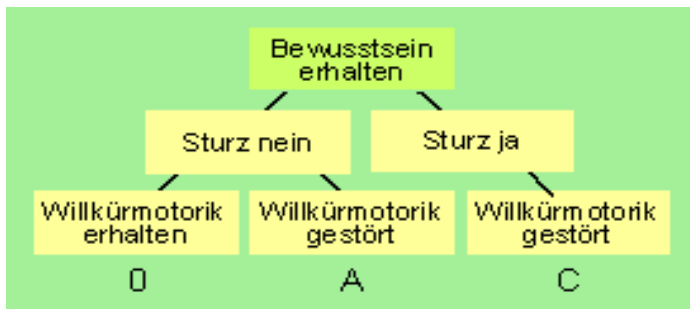 Bewusstsein
erhalten
Sturz nein
Sturz ja
Willkürmotorik
erhalten
Willkürmotorik
gestört
Willkürmotorik
gestört
0
A
C